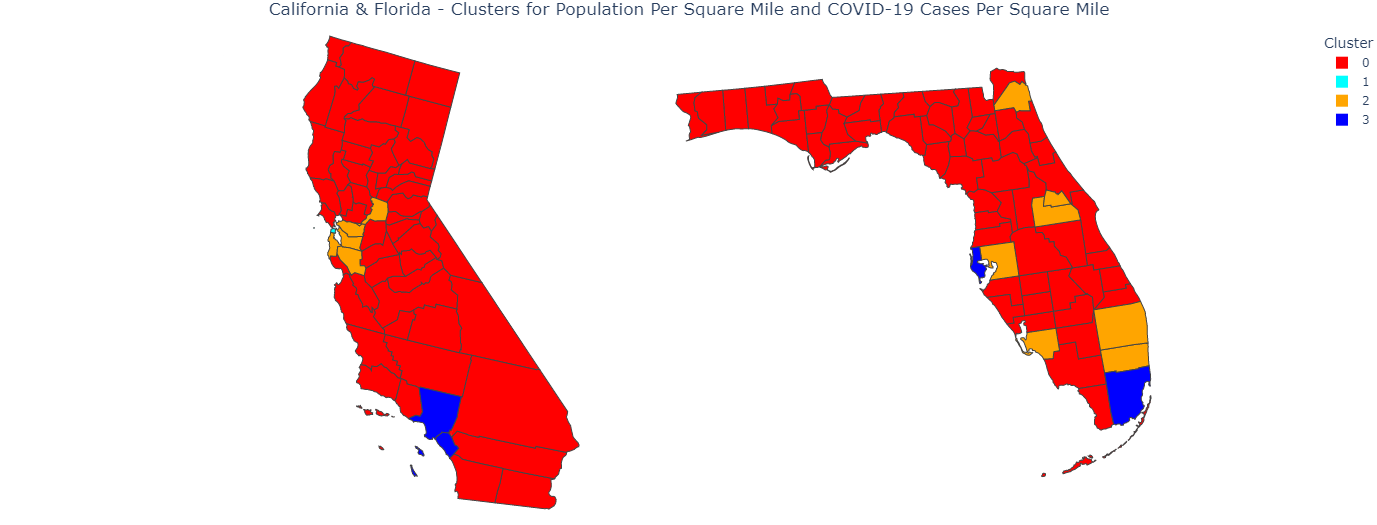 California & Florida - Clusters for Population Per Square Mile and COVID-19 Cases Per Square Mile
Cluster
0
1
2
3